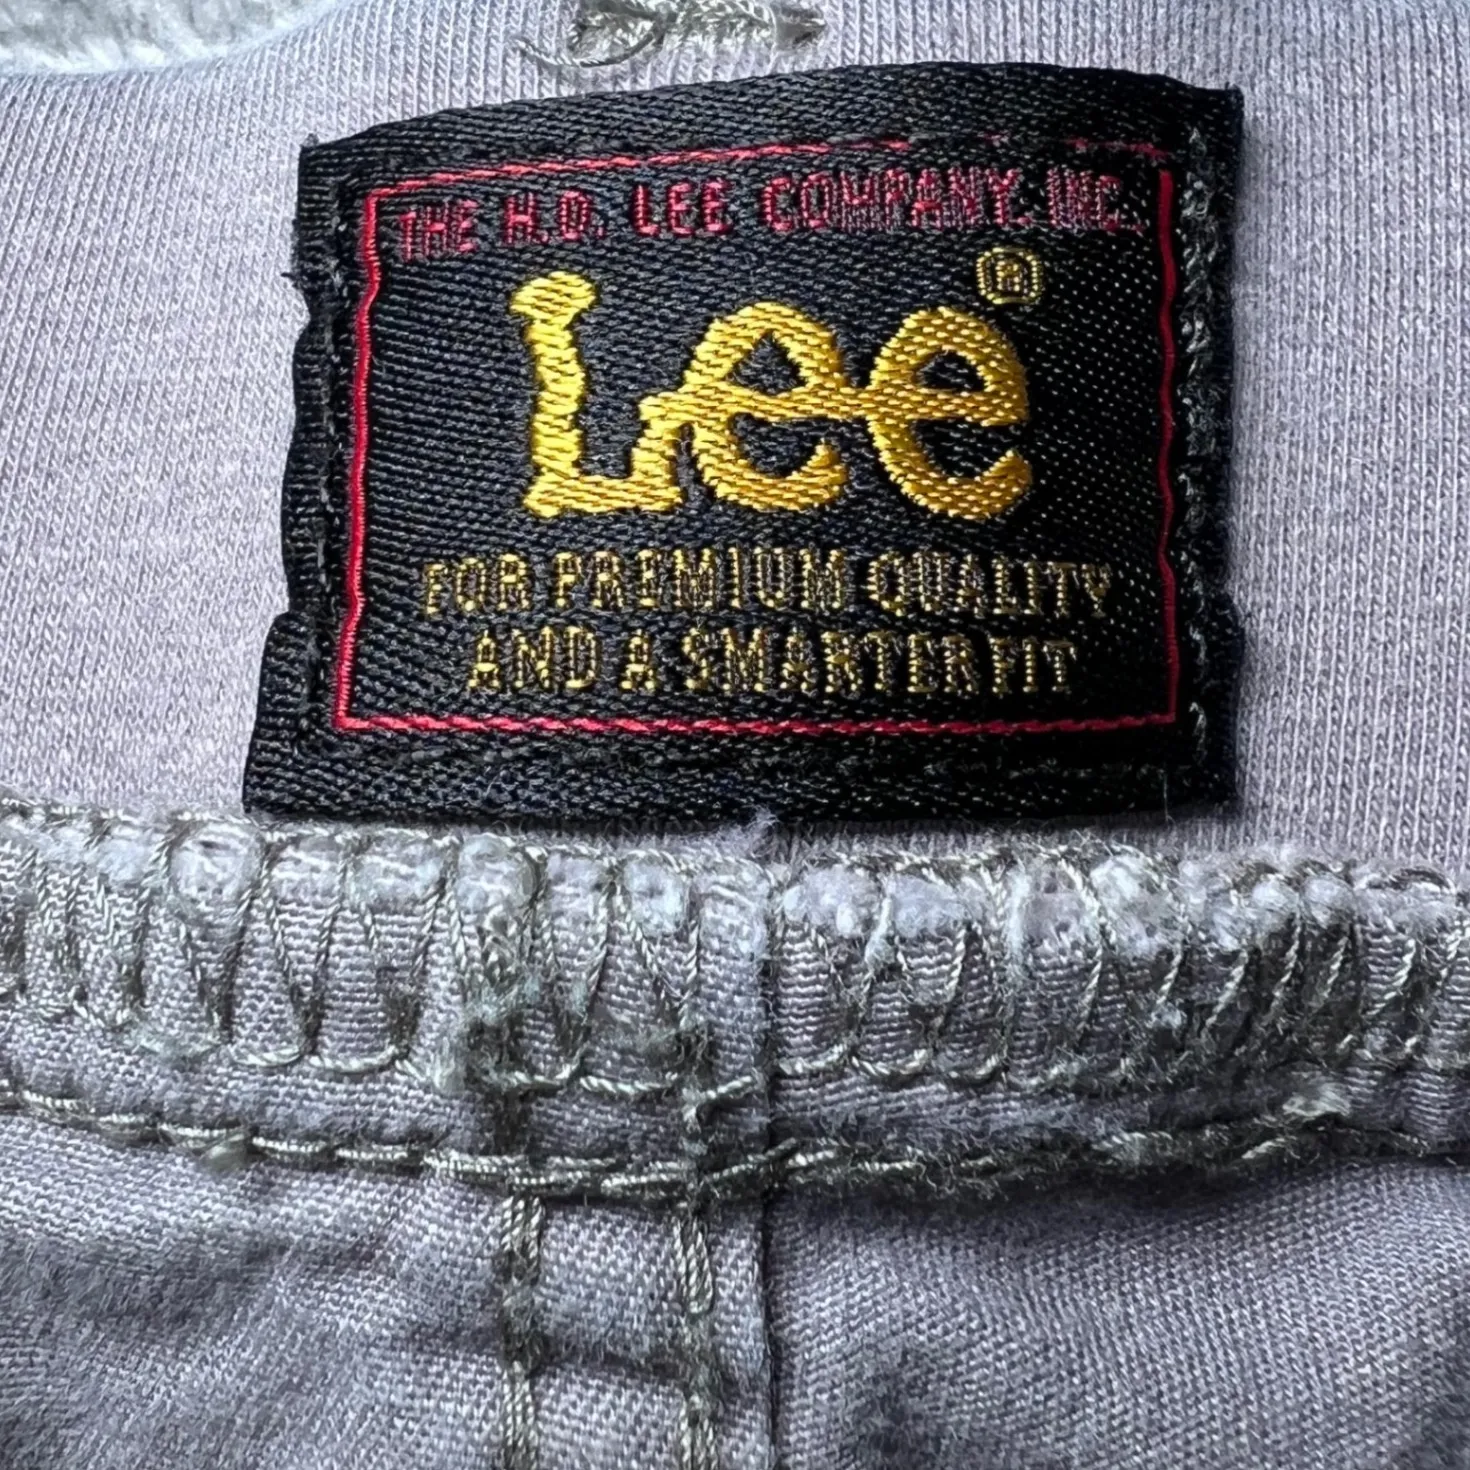 THE H.D. LEE COMPANY, INC.
Lee®
FOR PREMIUM QUALITY
AND A SMARTER FIT